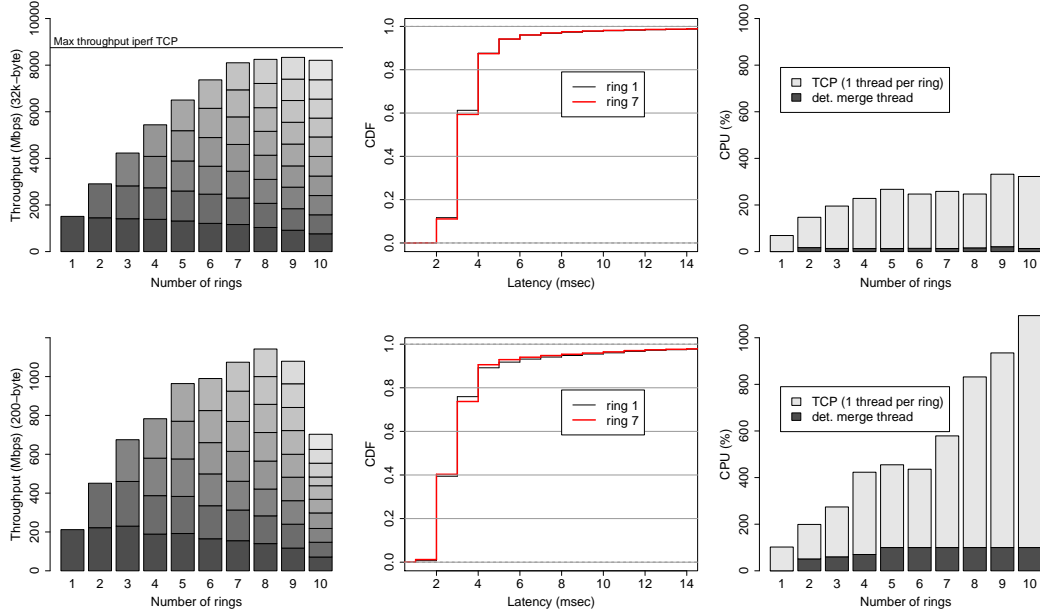 Throughput (Mbps) (32k−byte)
0 2000 4000 6000 8000 10000
Max throughput iperf TCP
1 2 3 4 5 6 7 8 9 10
Number of rings
CDF
0.0 0.2 0.4 0.6 0.8 1.0
ring 1
ring 7
2 4 6 8 10 12 14
Latency (msec)
CPU (%)
0 200 400 600 800 1000
TCP (1 thread per ring)
det. merge thread
1 2 3 4 5 6 7 8 9 10
Number of rings
Throughput (Mbps) (200−byte)
0 200 400 600 800 1000
1 2 3 4 5 6 7 8 9 10
Number of rings
CDF
0.0 0.2 0.4 0.6 0.8 1.0
ring 1
ring 7
2 4 6 8 10 12 14
Latency (msec)
CPU (%)
0 200 400 600 800 1000
TCP (1 thread per ring)
det. merge thread
1 2 3 4 5 6 7 8 9 10
Number of rings